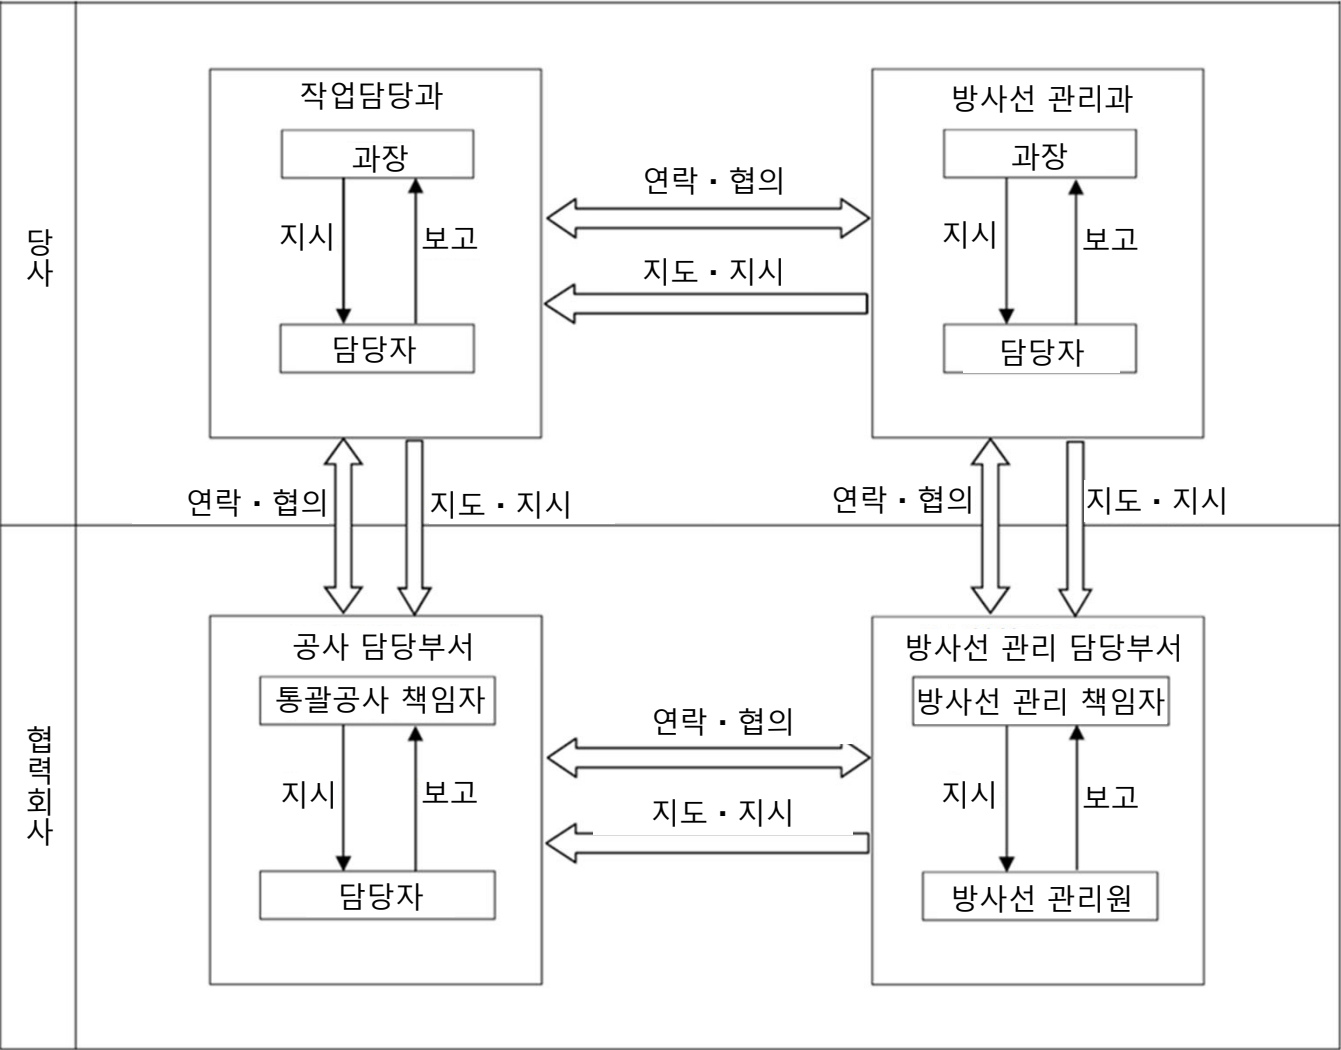 당사
작업담당과
과장
지시
보고
담당자
연락・협의
지도・지시
방사선 관리과
과장
지시
보고
담당자
연락・협의
지도・지시
연락・협의
지도・지시
협력회사
공사 담당부서
통괄공사 책임자
지시
보고
담당자
연락・협의
지도・지시
방사선 관리 담당부서
방사선 관리 책임자
지시
보고
방사선 관리원